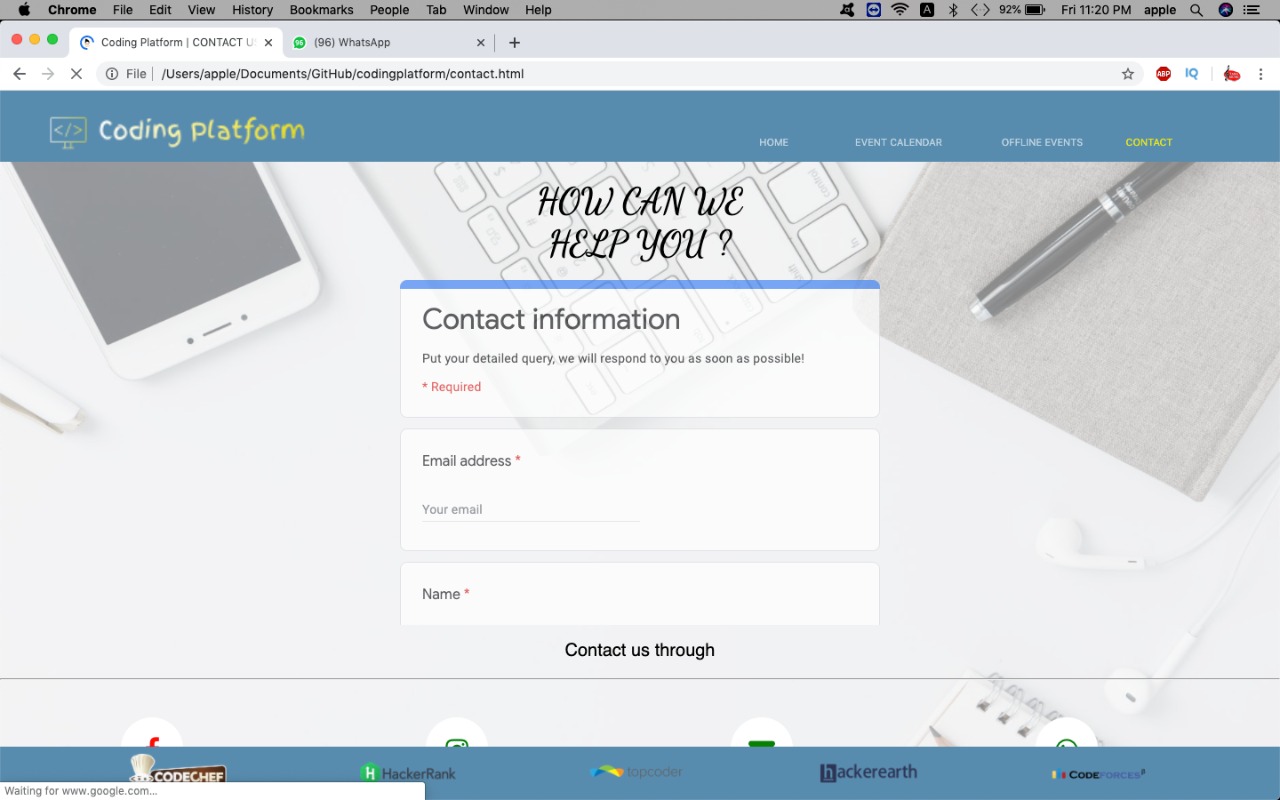 Chrome File Edit View History Bookmarks People Tab Window Help A 92% Fri 11:20 PM apple
Coding Platform | CONTACT U
(96) WhatsApp
File /Users/apple/Documents/GitHub/codingplatform/contact.html ABP IQ
</> Coding Platform
HOME EVENT CALENDAR OFFLINE EVENTS CONTACT
HOW CAN WE
HELP YOU ?
Contact information
Put your detailed query, we will respond to you as soon as possible!
* Required
Email address *
Your email
Name *
Contact us through
CODECHEF HackerRank topcoder hackerearth CODEFORCESβ
Waiting for www.google.com...